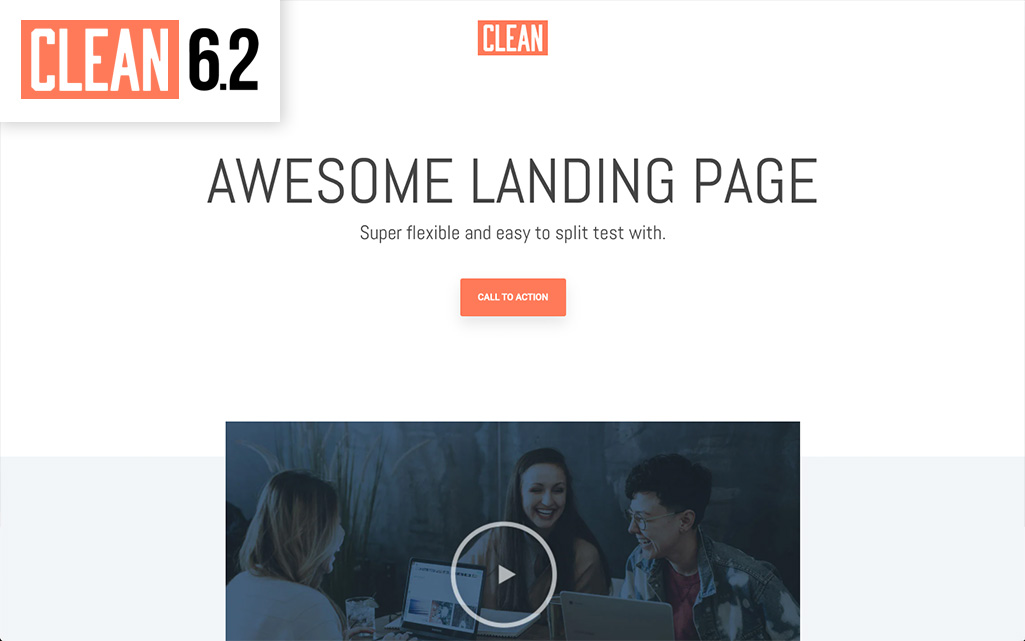 CLEAN 6.2
CLEAN
AWESOME LANDING PAGE
Super flexible and easy to split test with.
CALL TO ACTION